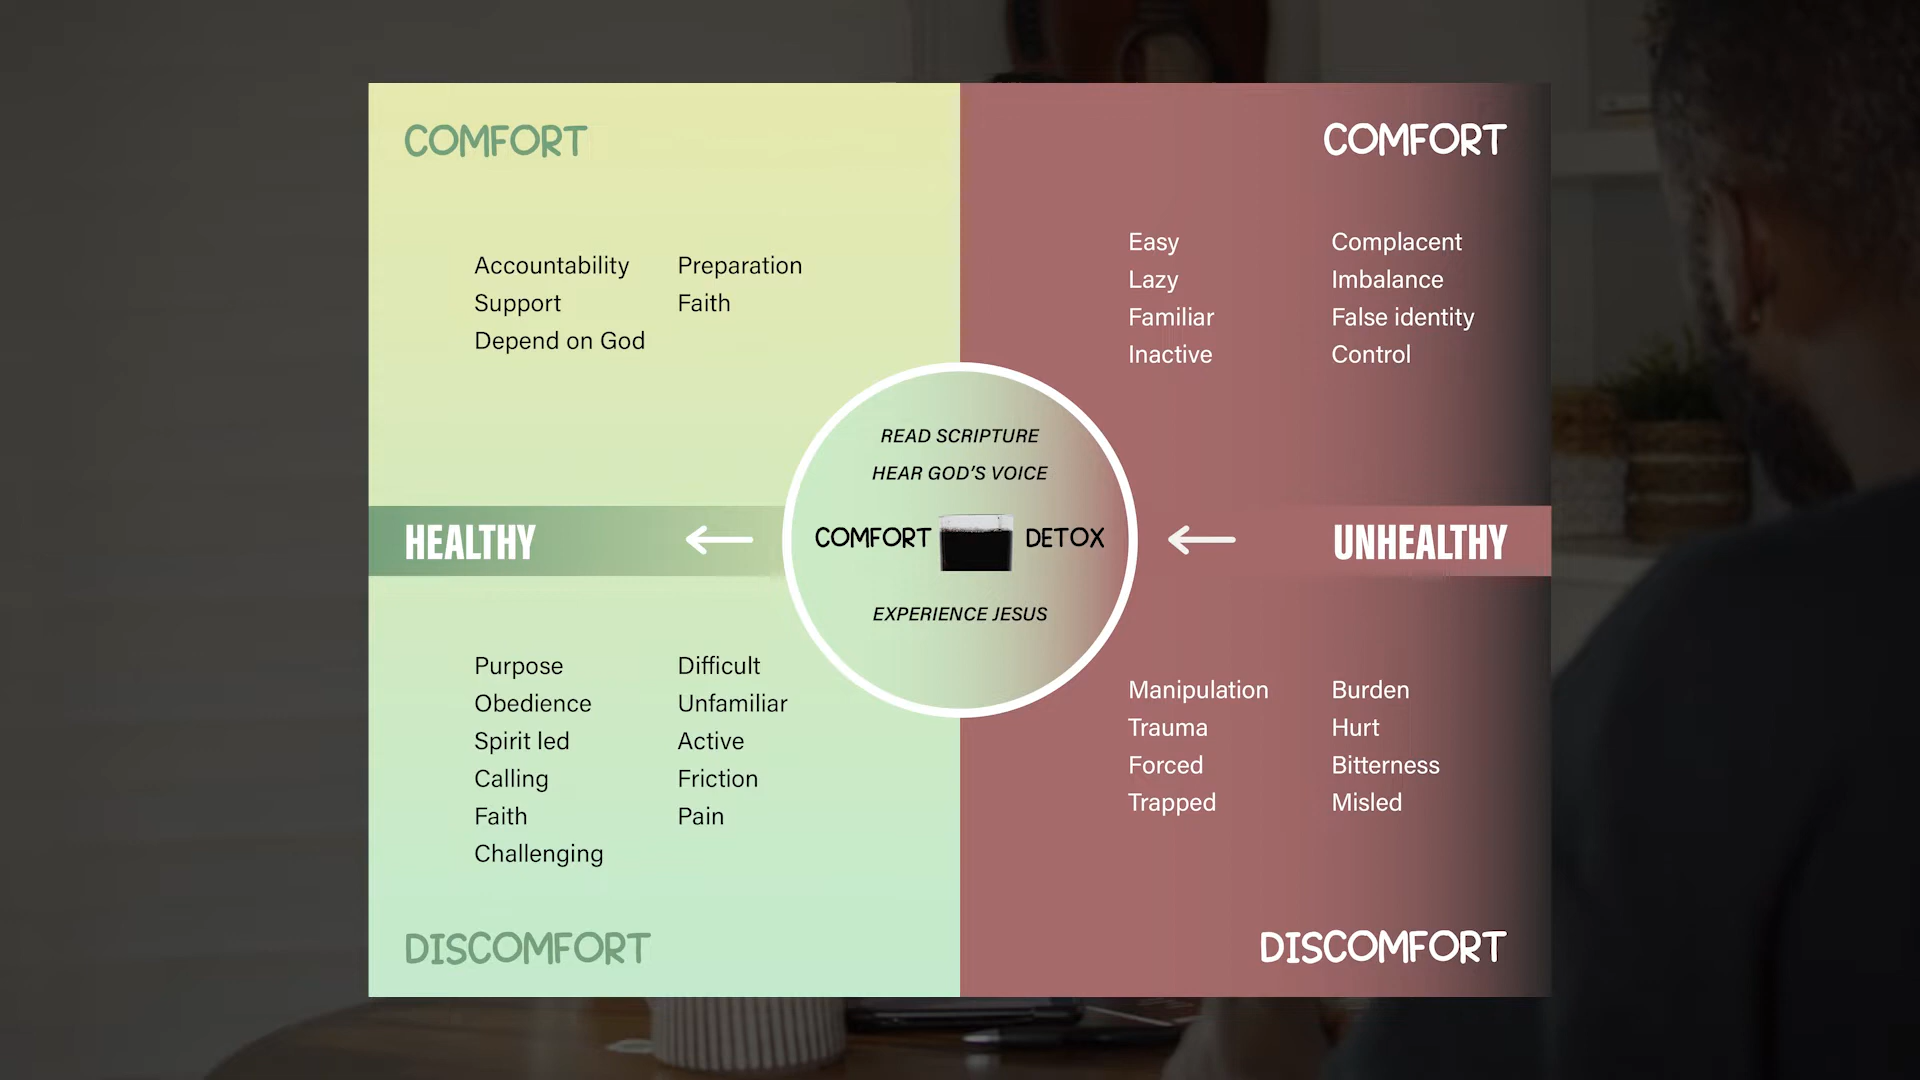 COMFORT
Accountability
Support
Depend on God
Preparation
Faith
COMFORT
Easy
Lazy
Familiar
Inactive
Complacent
Imbalance
False identity
Control
READ SCRIPTURE
HEAR GOD'S VOICE
COMFORT DETOX
EXPERIENCE JESUS
HEALTHY
UNHEALTHY
Purpose
Obedience
Spirit led
Calling
Faith
Challenging
Difficult
Unfamiliar
Active
Friction
Pain
DISCOMFORT
Manipulation
Trauma
Forced
Trapped
Burden
Hurt
Bitterness
Misled
DISCOMFORT